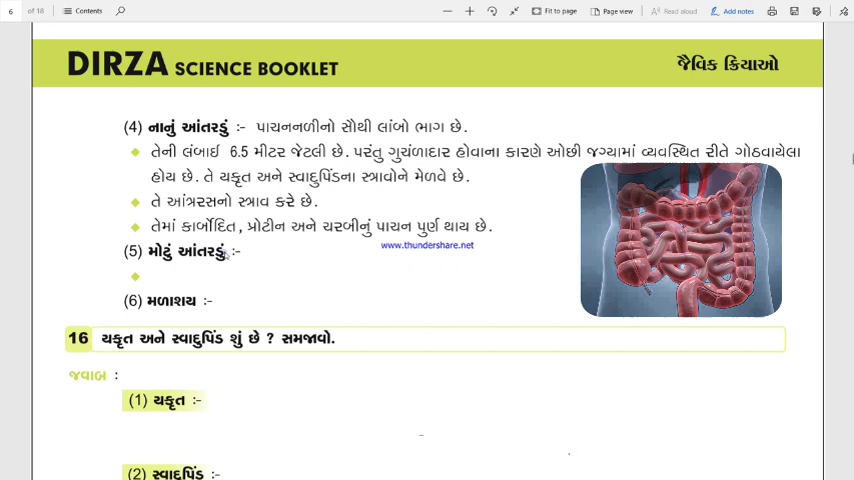 6 of 18 Contents Fit to page Page view Read aloud Add notes
DIRZA SCIENCE BOOKLET જૈવિક ક્રિયાઓ
(4) નાનું આંતરડું :- પાચનનળીનો સૌથી લાંબો ભાગ છે.
તેની લંબાઈ 6.5 મીટર જેટલી છે. પરંતુ ગુચળાદાર હોવાના કારણે ઓછી જગ્યામાં વ્યવસ્થિત રીતે ગોઠવાયેલા
હોય છે. તે યકૃત અને સ્વાદુપિંડના સ્ત્રાવોને મેળવે છે.
તે આંત્રરસનો સ્ત્રાવ કરે છે.
તેમાં કાર્બોદિત, પ્રોટીન અને ચરબીનું પાચન પુર્ણ થાય છે.
www.thundershare.net
(5) મોટું આંતરડું :-
(6) મળાશય :-
16 યકૃત અને સ્વાદુપિંડ શું છે ? સમજાવો.
જવાબ :
(1) યકૃત :-
(2) સ્વાદુપિંડ :-